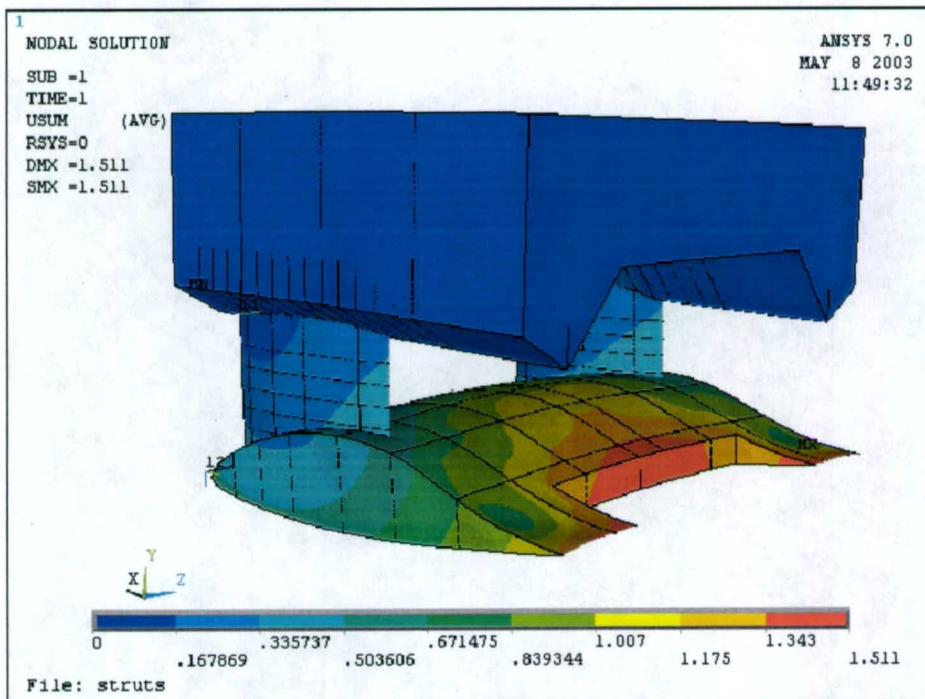 1
NODAL SOLUTION
SUB =1
TIME=1
USUM (AVG)
RSYS=0
DMX =1.511
SMX =1.511
ANSYS 7.0
MAY 8 2003
11:49:32
MX
Y
X Z
0 .335737 .671475 1.007 1.343
.167869 .503606 .839344 1.175 1.511
File: struts